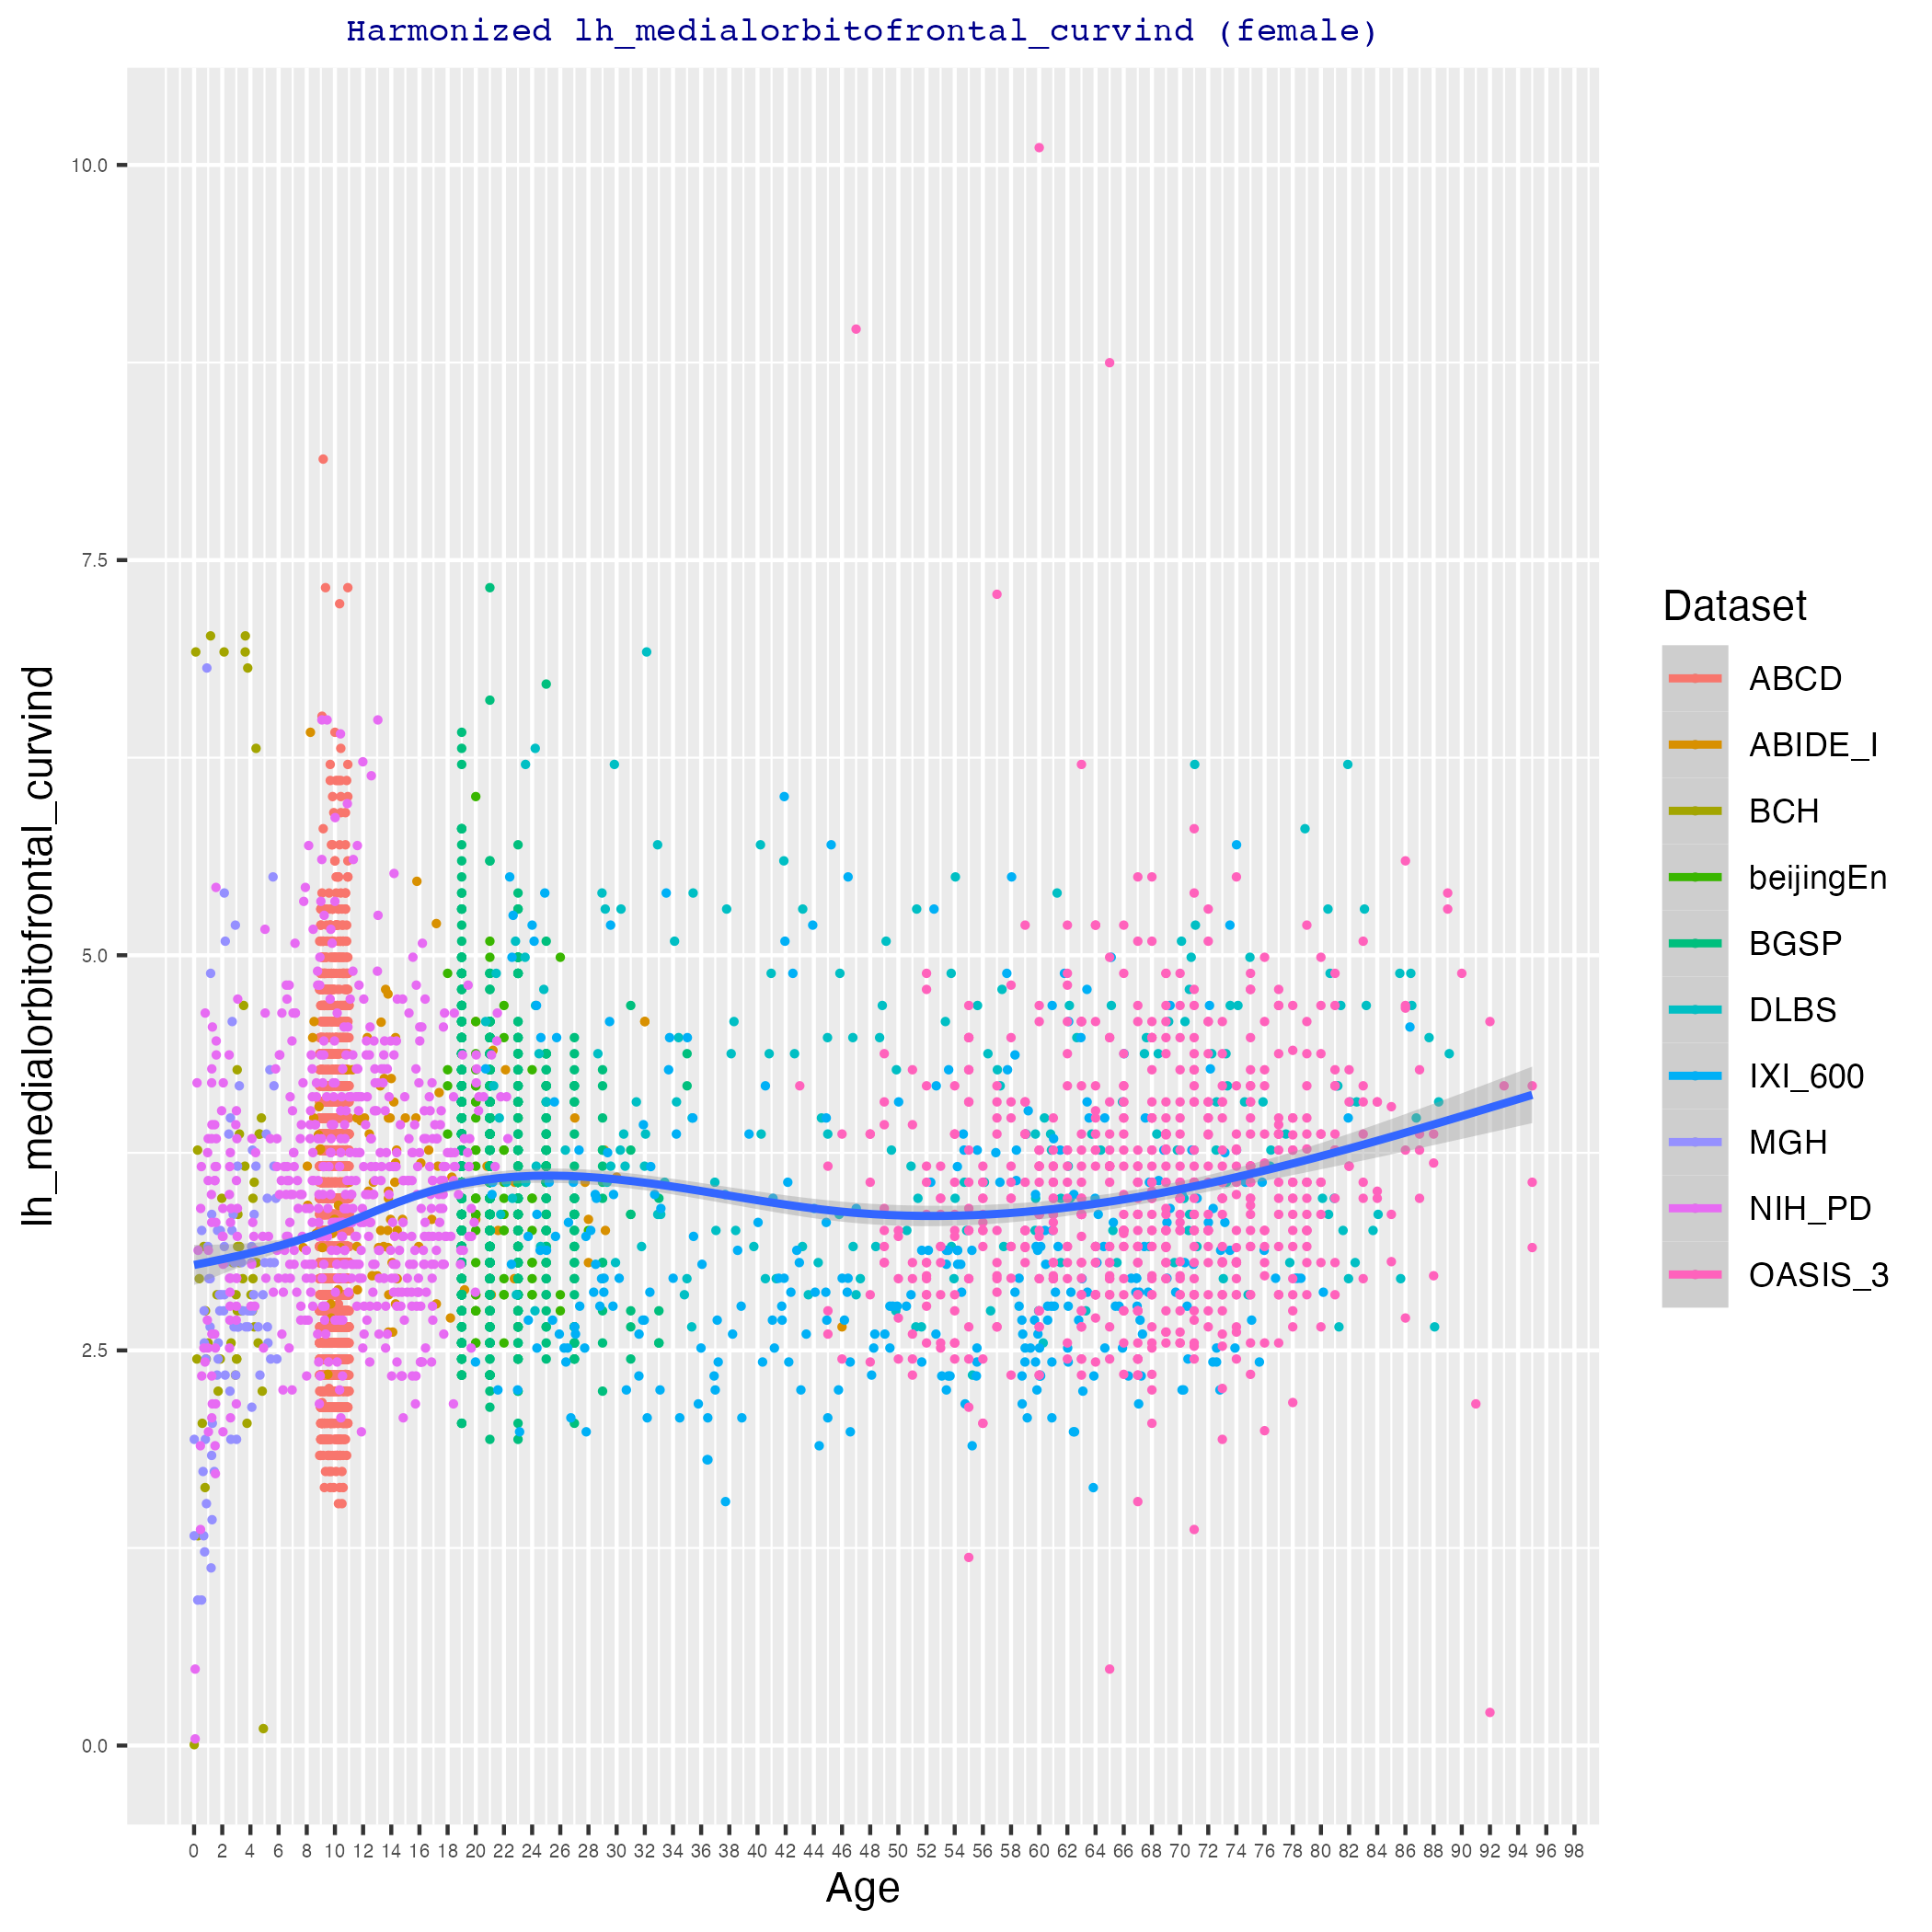 Harmonized lh_medialorbitofrontal_curvind (female)
lh_medialorbitofrontal_curvind
10.0
7.5
5.0
2.5
0.0
0 2 4 6 8 10 12 14 16 18 20 22 24 26 28 30 32 34 36 38 40 42 44 46 48 50 52 54 56 58 60 62 64 66 68 70 72 74 76 78 80 82 84 86 88 90 92 94 96 98
Age
Dataset
ABCD
ABIDE_I
BCH
beijingEn
BGSP
DLBS
IXI_600
MGH
NIH_PD
OASIS_3